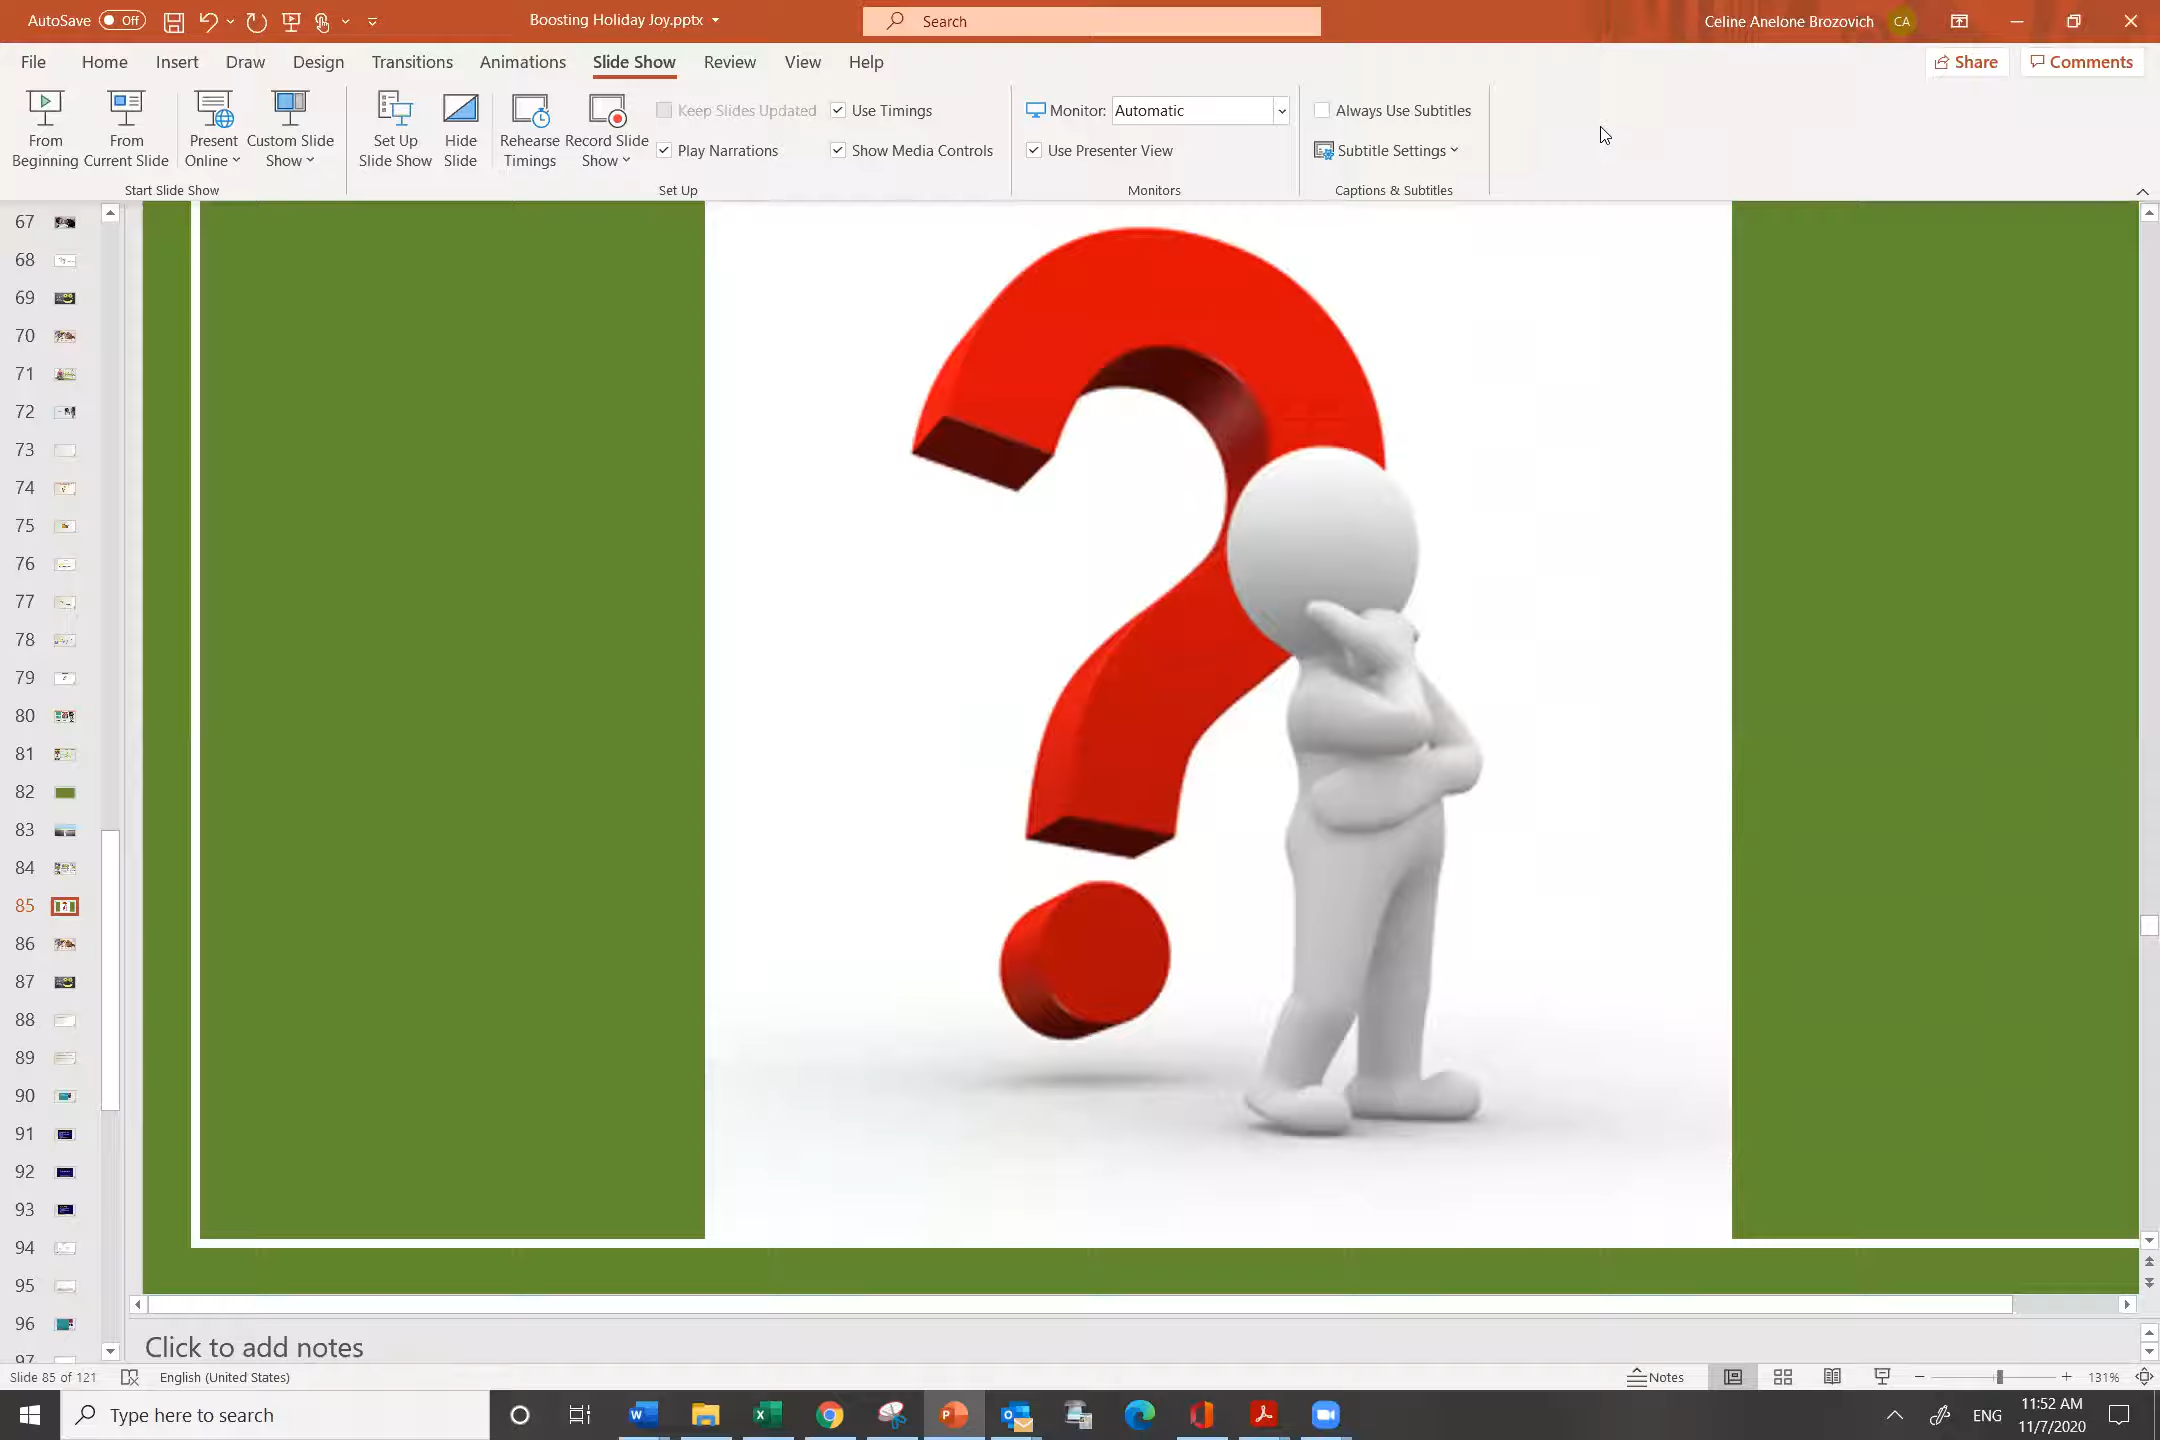 AutoSave Off Boosting Holiday Joy.pptx Search Celine Anelone Brozovich CA
File Home Insert Draw Design Transitions Animations Slide Show Review View Help Share Comments
From Beginning
From Current Slide
Present Online
Custom Slide Show
Start Slide Show
Set Up Slide Show
Hide Slide
Rehearse Timings
Record Slide Show
Keep Slides Updated
Play Narrations
Use Timings
Show Media Controls
Set Up
Monitor: Automatic
Use Presenter View
Monitors
Always Use Subtitles
Subtitle Settings
Captions & Subtitles
67
68
69
70
71
72
73
74
75
76
77
78
79
80
81
82
83
84
85
86
87
88
89
90
91
92
93
94
95
96
97
Click to add notes
Slide 85 of 121 English (United States) Notes 131%
Type here to search ENG 11:52 AM
11/7/2020